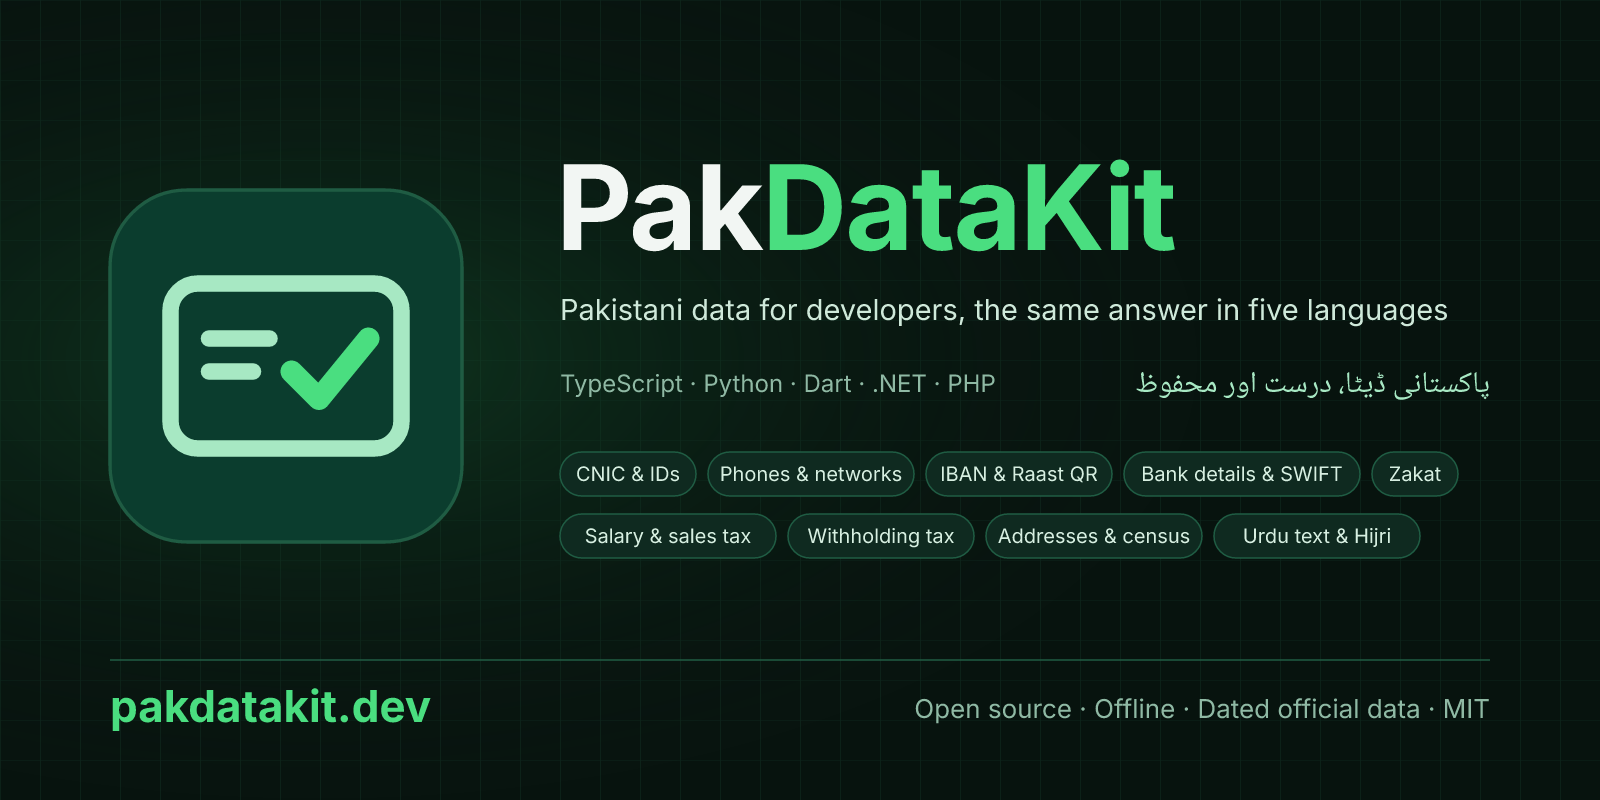 PakDataKit
Pakistani data for developers, the same answer in five languages
TypeScript · Python · Dart · .NET · PHP
پاکستانی ڈیٹا، درست اور محفوظ
CNIC & IDs
Phones & networks
IBAN & Raast QR
Bank details & SWIFT
Zakat
Salary & sales tax
Withholding tax
Addresses & census
Urdu text & Hijri
pakdatakit.dev
Open source · Offline · Dated official data · MIT